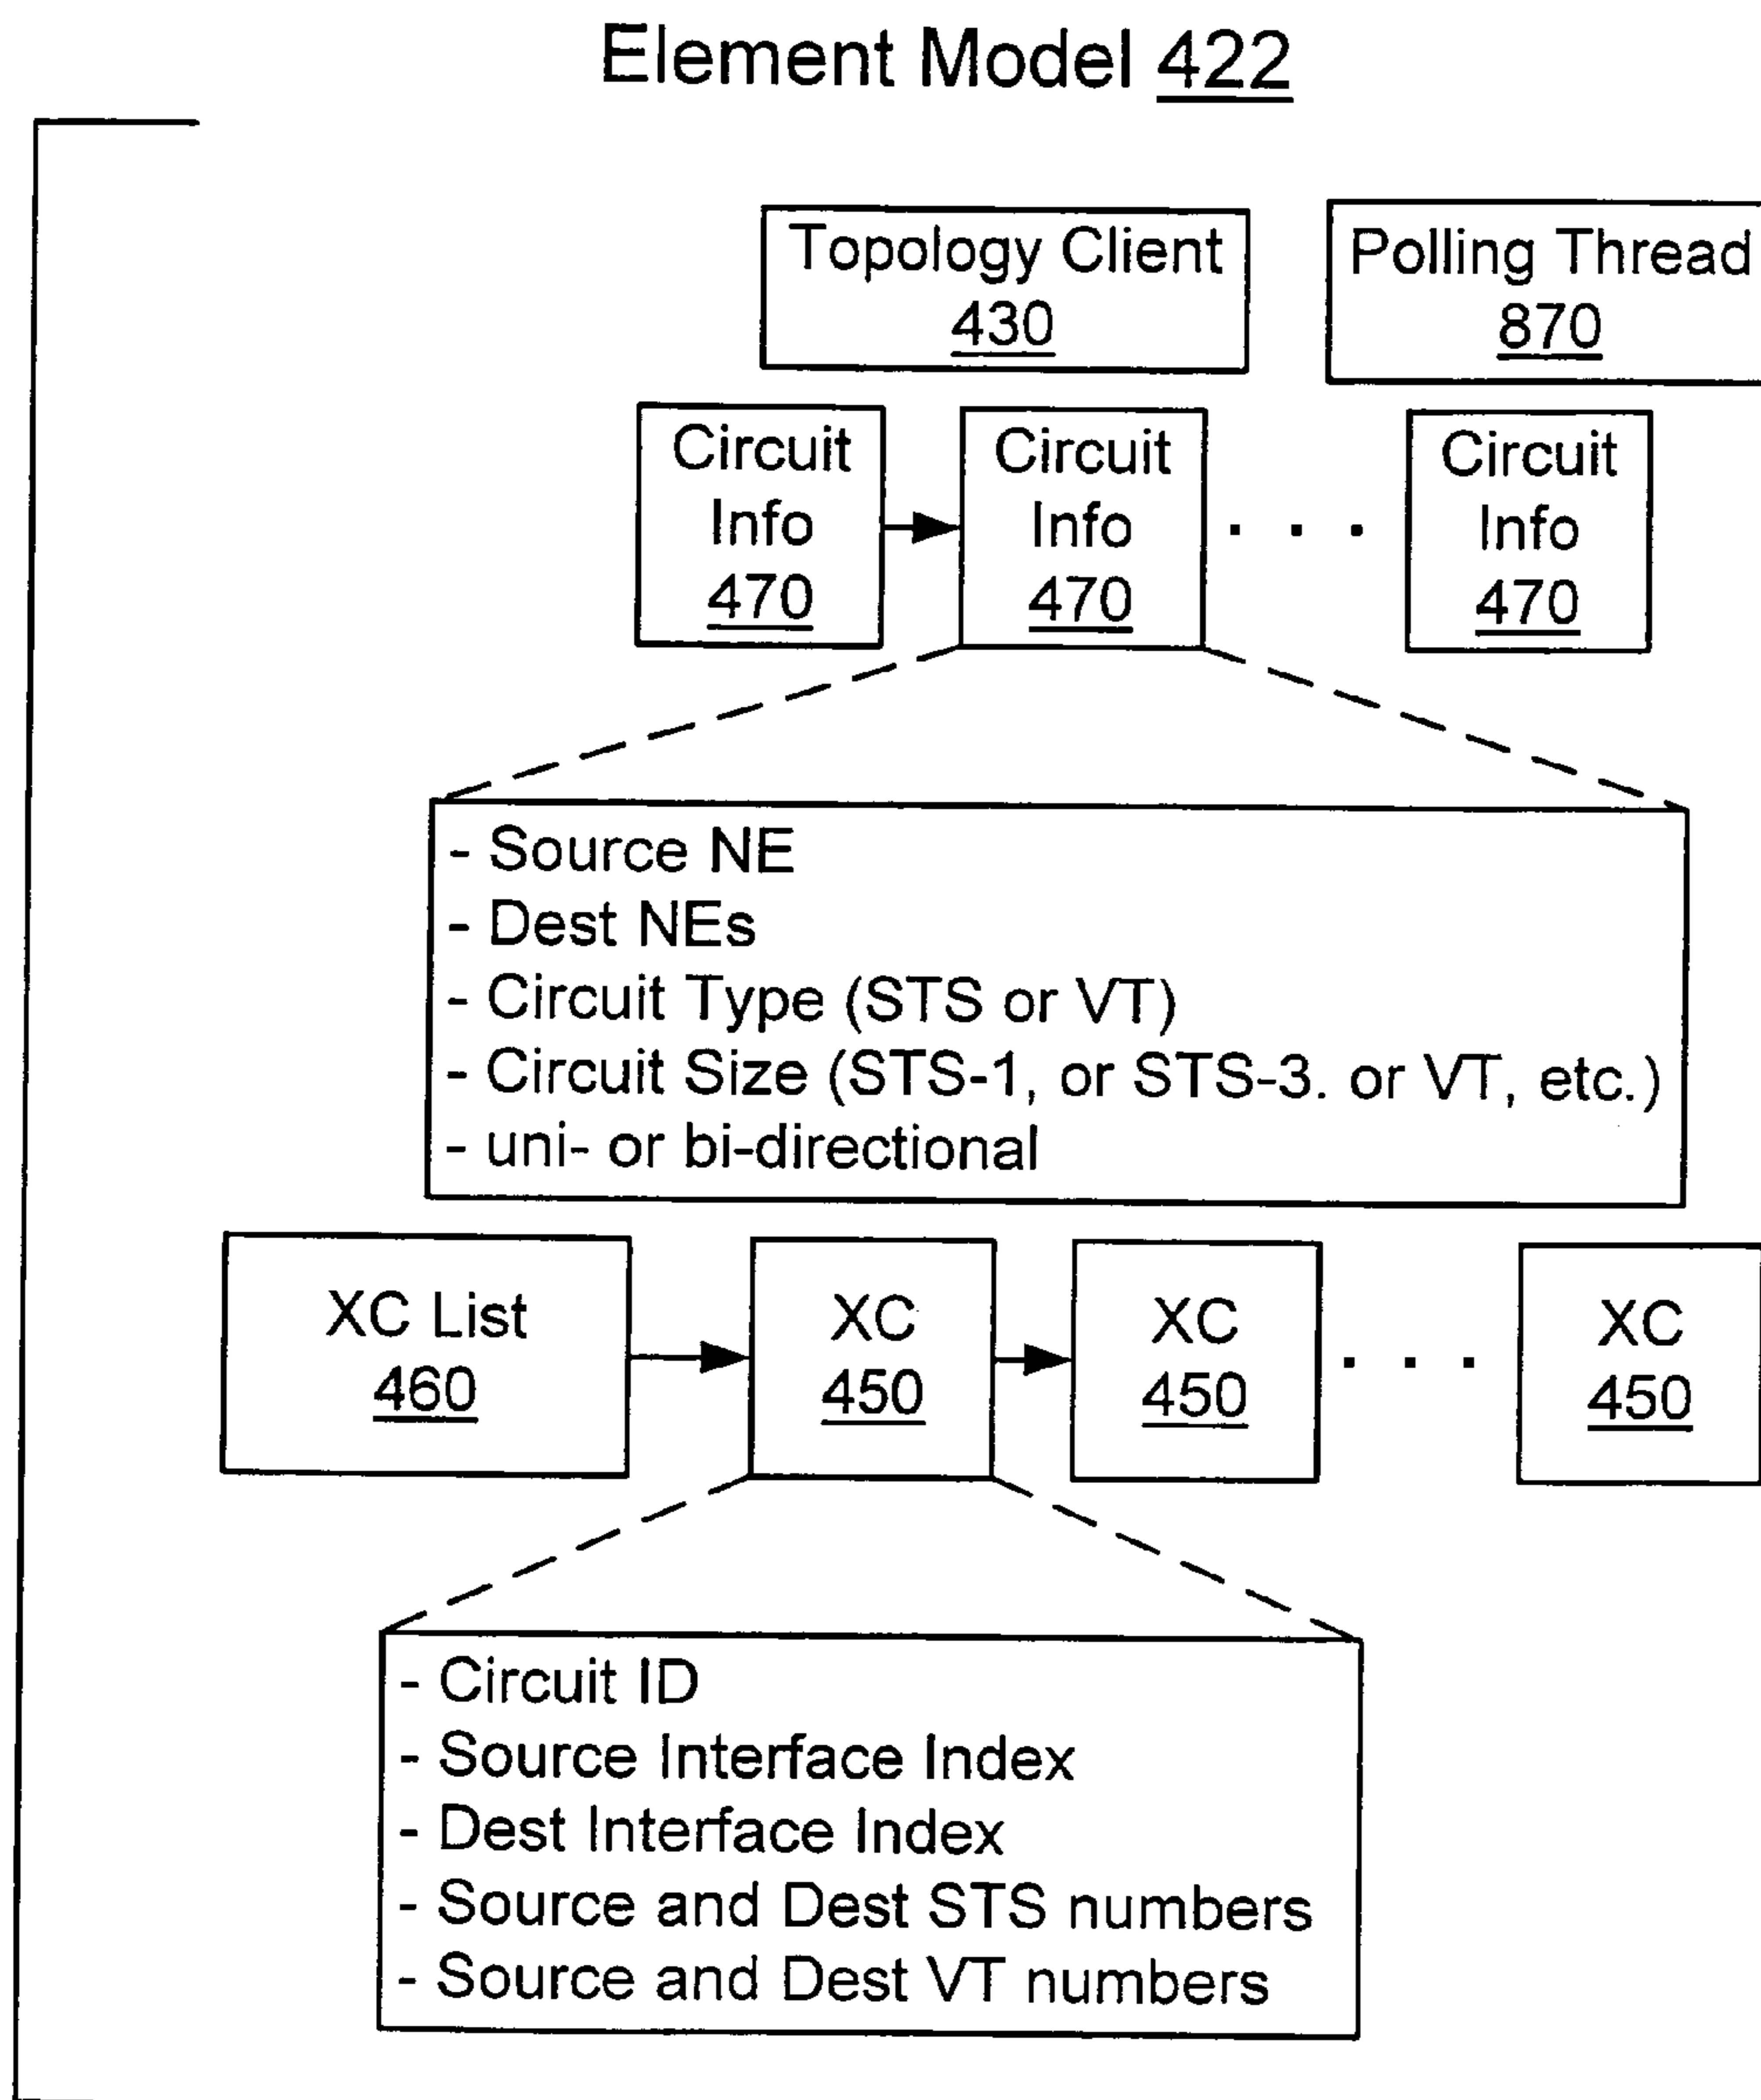 Element Model 422
Topology Client
430
Polling Thread
870
Circuit
Info
470
Circuit
Info
470
. . .
Circuit
Info
470
- Source NE
- Dest NEs
- Circuit Type (STS or VT)
- Circuit Size (STS-1, or STS-3. or VT, etc.)
- uni- or bi-directional
XC List
460
XC
450
XC
450
. . .
XC
450
- Circuit ID
- Source Interface Index
- Dest Interface Index
- Source and Dest STS numbers
- Source and Dest VT numbers